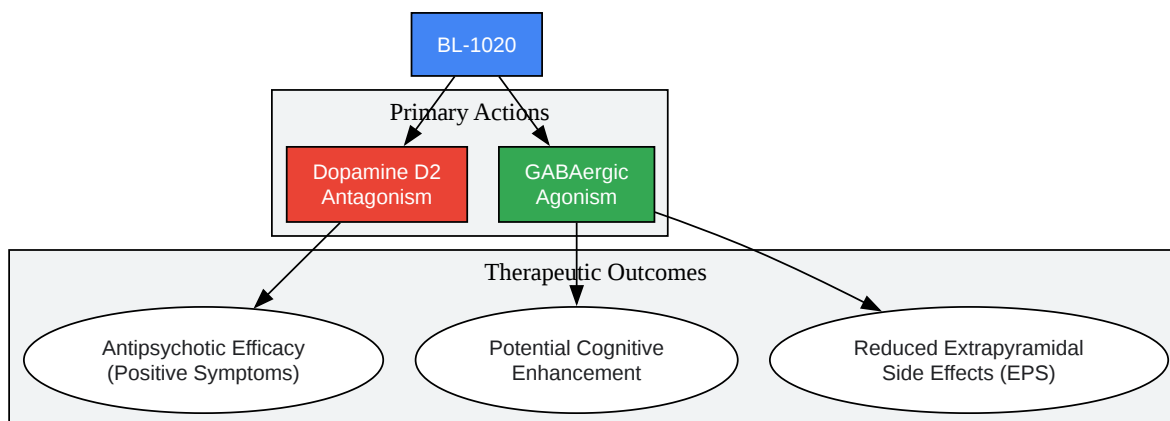 BL-1020
Primary Actions
Dopamine D2
Antagonism
GABAergic
Agonism
Therapeutic Outcomes
Antipsychotic Efficacy
(Positive Symptoms)
Potential Cognitive
Enhancement
Reduced Extrapyramidal
Side Effects (EPS)